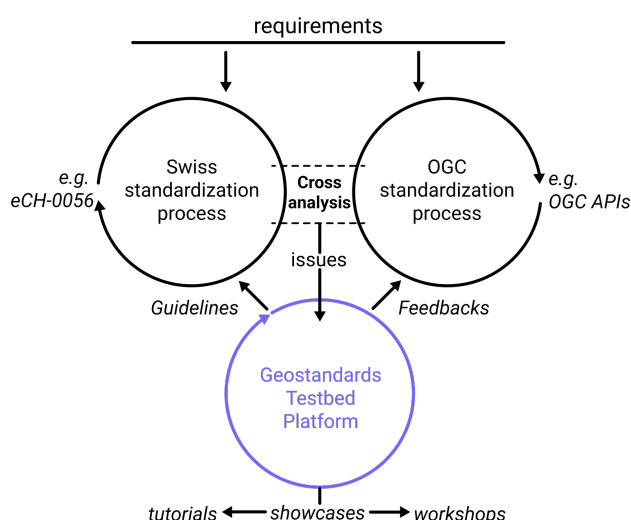 requirements
Swiss
standardization
process
OGC
standardization
process
Cross
analysis
e.g.
eCH-0056
e.g.
OGC APIs
issues
Guidelines
Feedbacks
Geostandards
Testbed
Platform
tutorials
showcases
workshops